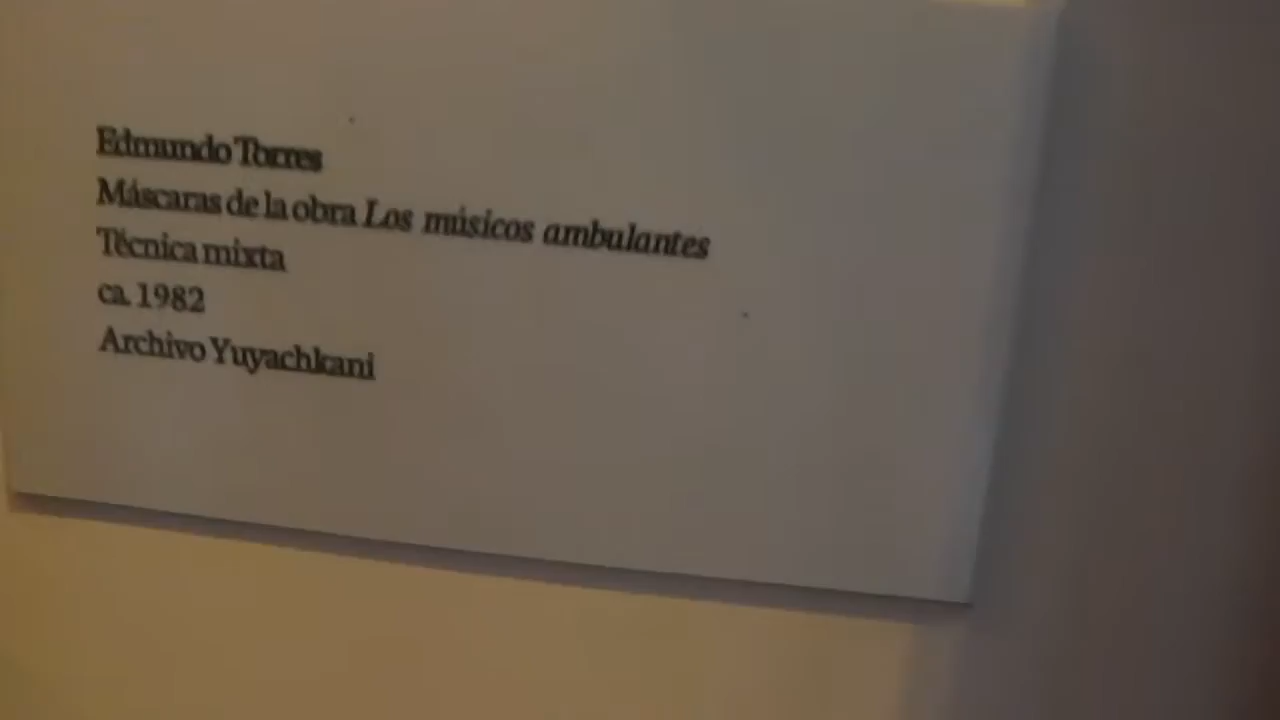 Edmundo Torres
Máscaras de la obra Los músicos ambulantes
Técnica mixta
ca. 1982
Archivo Yuyachkani